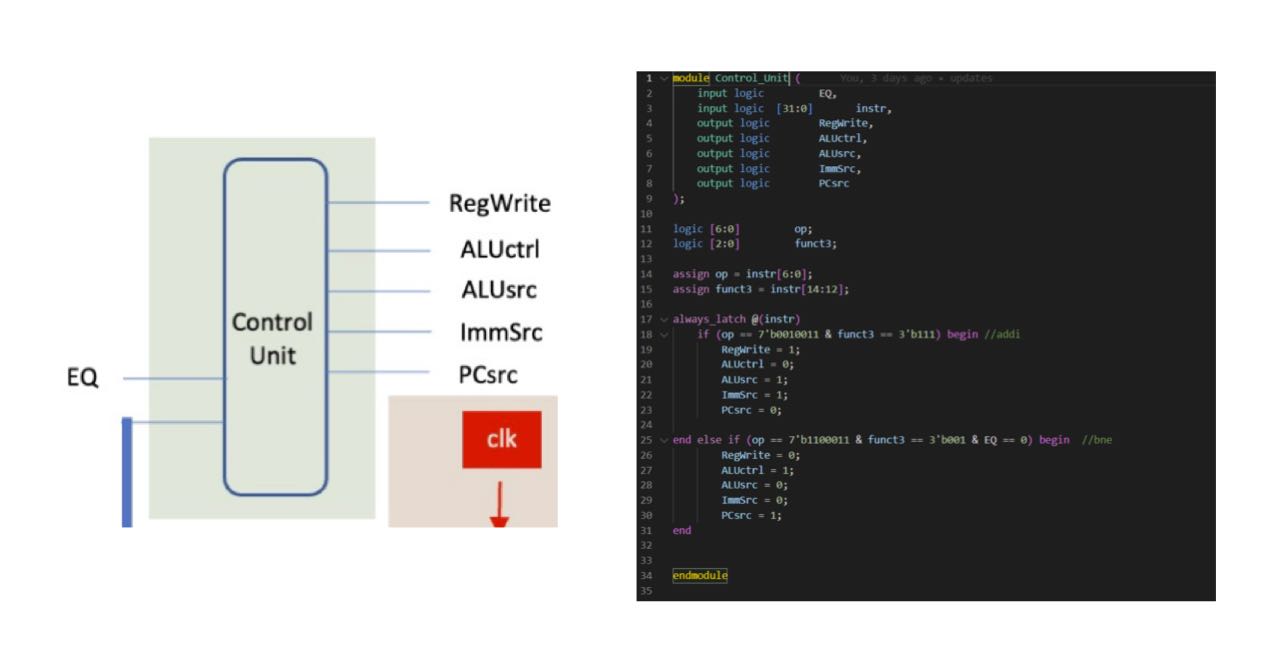 RegWrite
ALUctrl
ALUsrc
ImmSrc
PCsrc
Control
Unit
EQ
clk
1 module Control_Unit ( You, 3 days ago • updates
2 input logic EQ,
3 input logic [31:0] instr,
4 output logic RegWrite,
5 output logic ALUctrl,
6 output logic ALUsrc,
7 output logic ImmSrc,
8 output logic PCsrc
9 );
10
11 logic [6:0] op;
12 logic [2:0] funct3;
13
14 assign op = instr[6:0];
15 assign funct3 = instr[14:12];
16
17 always_latch @(instr)
18 if (op == 7'b0010011 & funct3 == 3'b111) begin //addi
19 RegWrite = 1;
20 ALUctrl = 0;
21 ALUsrc = 1;
22 ImmSrc = 1;
23 PCsrc = 0;
24
25 end else if (op == 7'b1100011 & funct3 == 3'b001 & EQ == 0) begin //bne
26 RegWrite = 0;
27 ALUctrl = 1;
28 ALUsrc = 0;
29 ImmSrc = 0;
30 PCsrc = 1;
31 end
32
33
34 endmodule
35